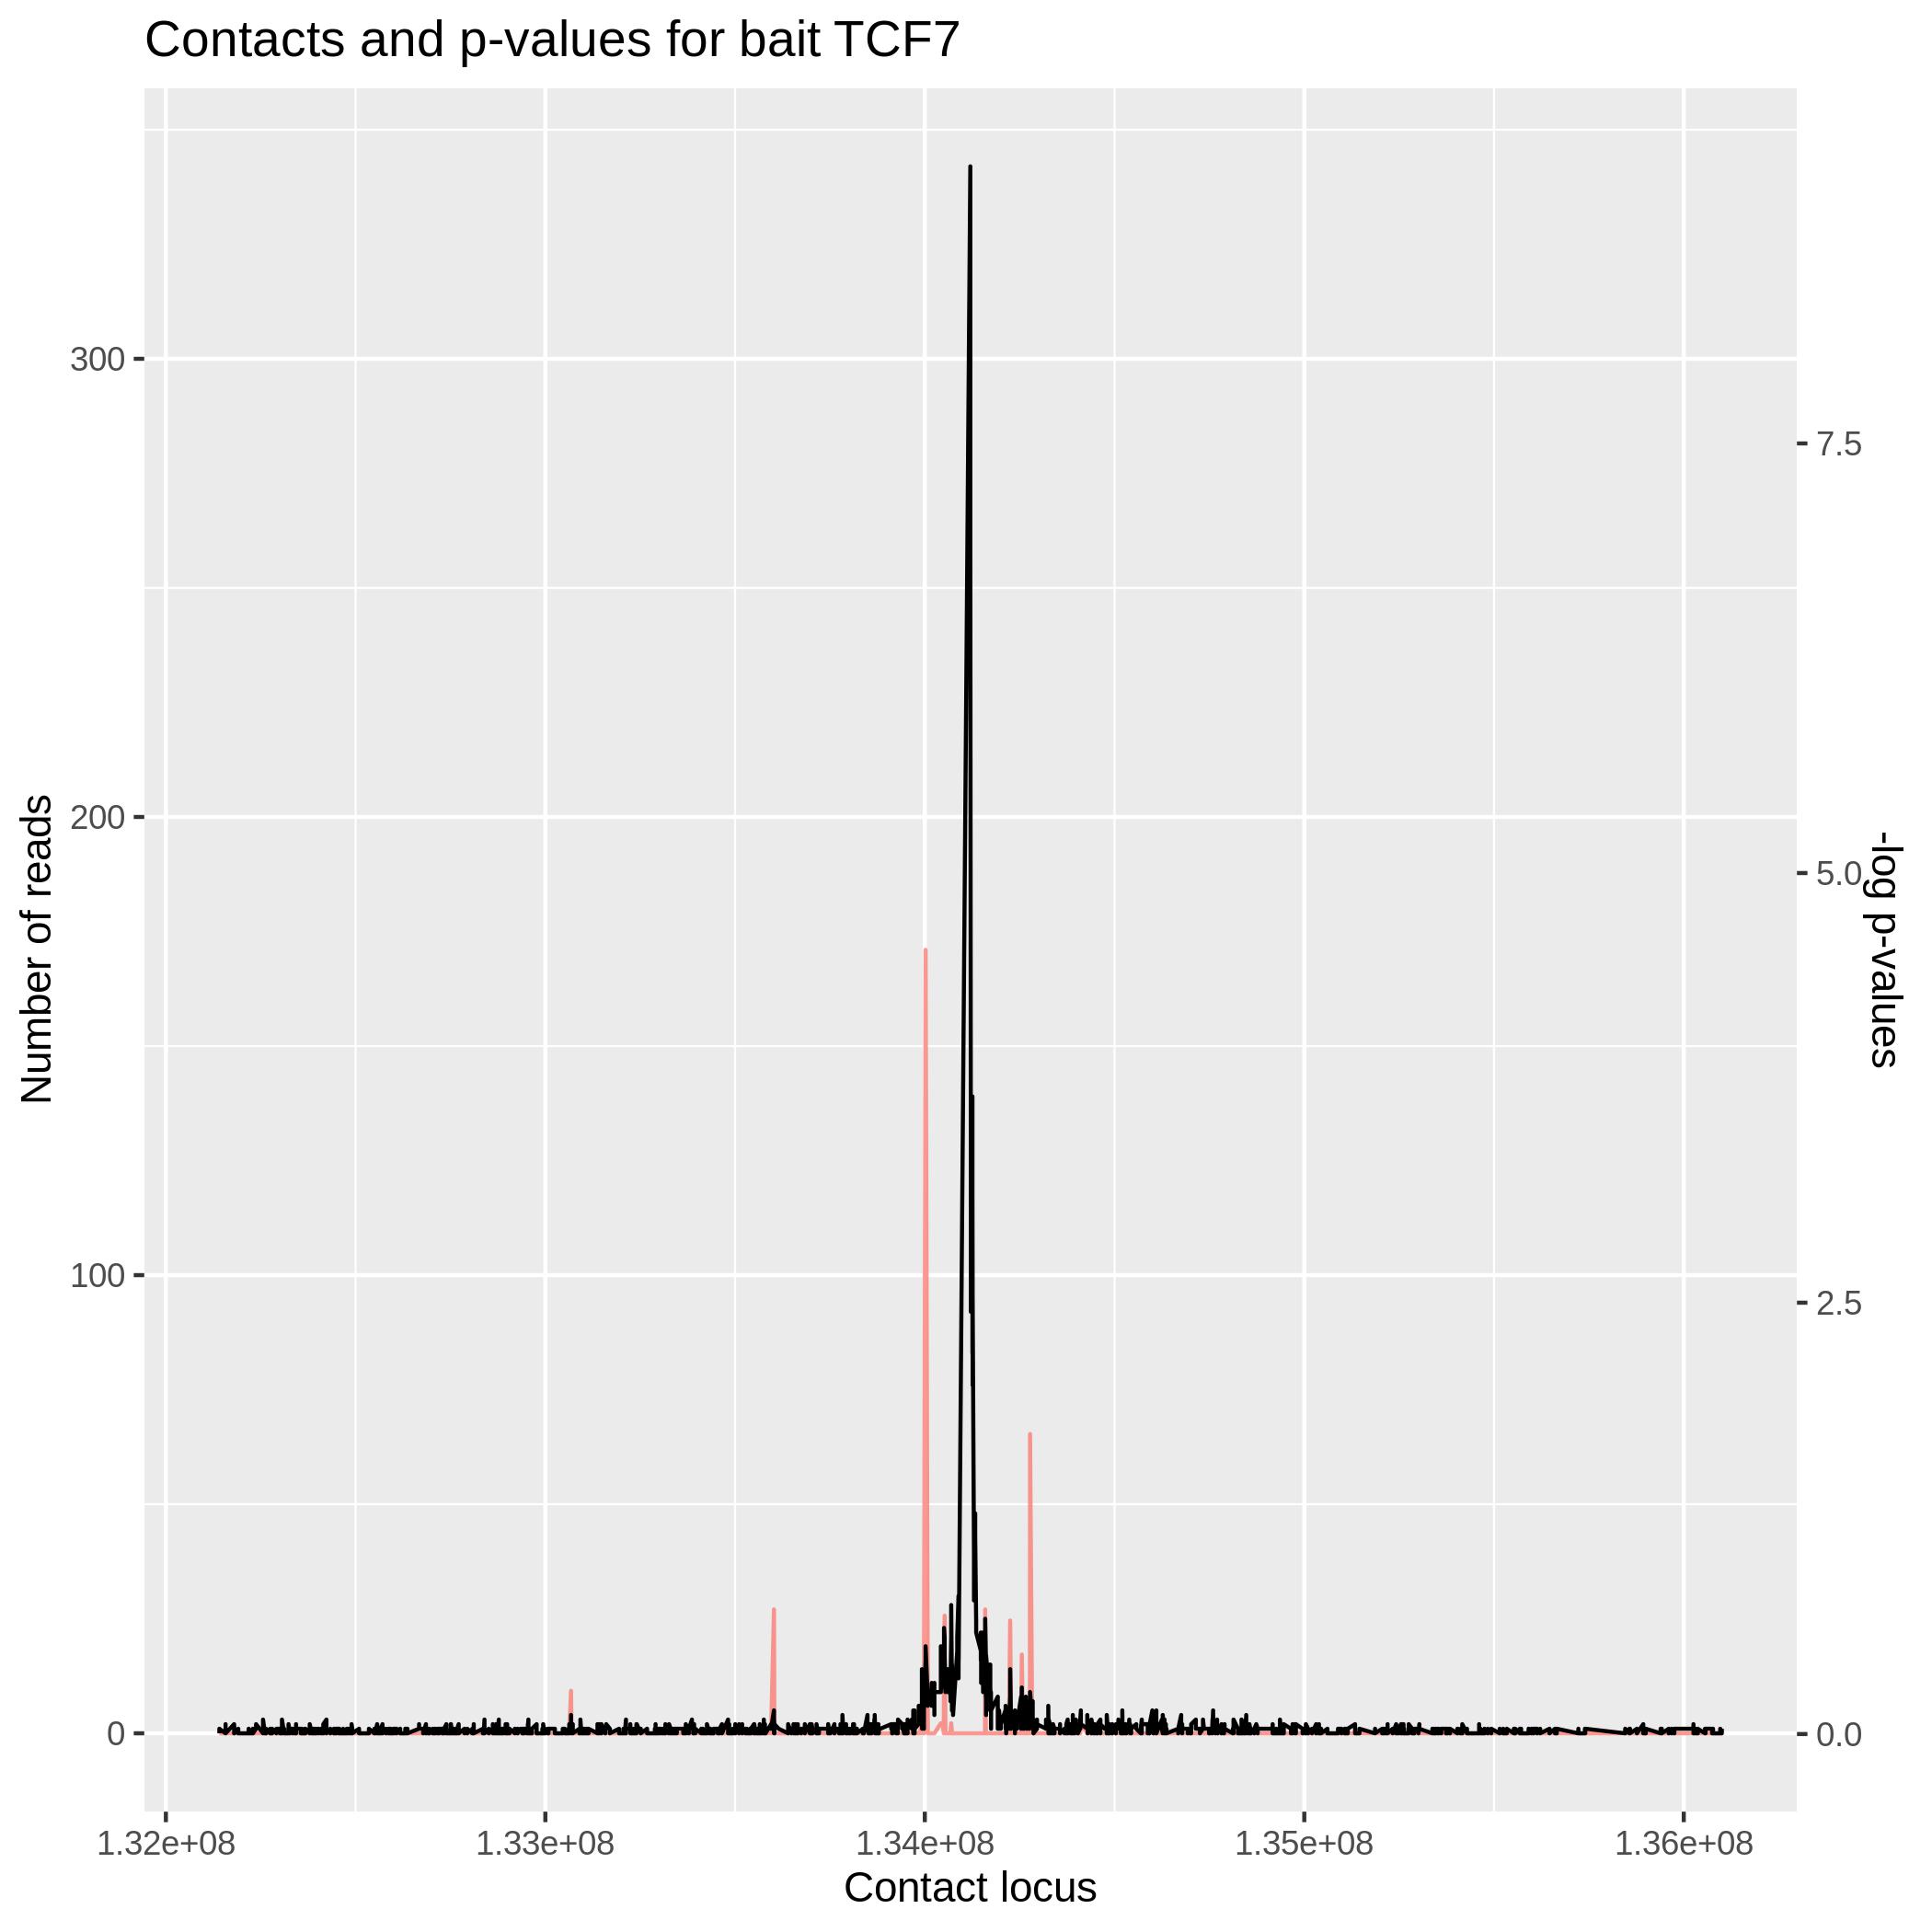 Contacts and p-values for bait TCF7
Number of reads
300
200
100
0
7.5
5.0
2.5
0.0
-log p-values
1.32e+08
1.33e+08
1.34e+08
1.35e+08
1.36e+08
Contact locus